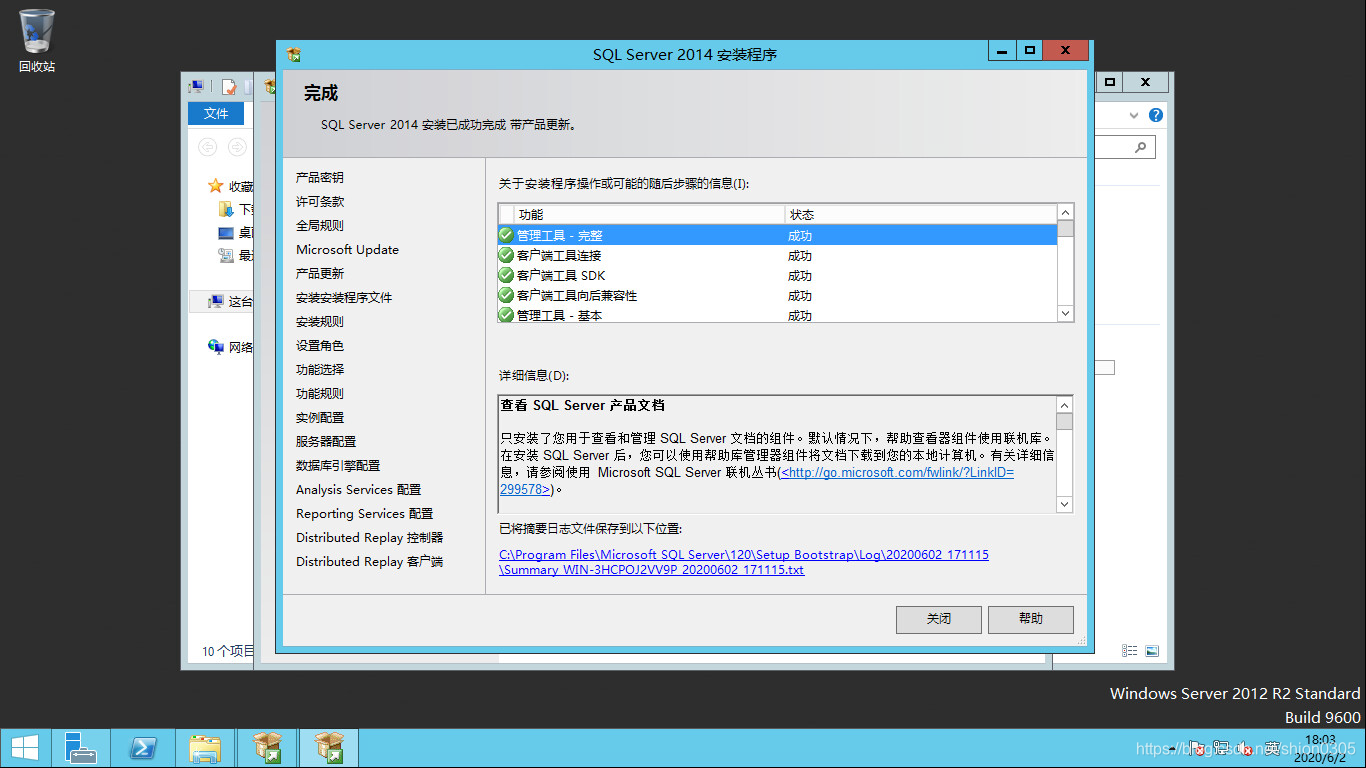 回收站
SQL Server 2014 安装程序
文件
完成
SQL Server 2014 安装已成功完成 带产品更新。
收藏
下载
桌面
这台
网络
10 个项目
产品密钥
许可条款
全局规则
Microsoft Update
产品更新
安装安装程序文件
安装规则
设置角色
功能选择
功能规则
实例配置
服务器配置
数据库引擎配置
Analysis Services 配置
Reporting Services 配置
Distributed Replay 控制器
Distributed Replay 客户端
关于安装程序操作或可能的随后步骤的信息(I):
功能 状态
管理工具 - 完整 成功
客户端工具连接 成功
客户端工具 SDK 成功
客户端工具向后兼容性 成功
管理工具 - 基本 成功
详细信息(D):
查看 SQL Server 产品文档
只安装了您用于查看和管理 SQL Server 文档的组件。默认情况下，帮助查看器组件使用联机库。
在安装 SQL Server 后，您可以使用帮助库管理器组件将文档下载到您的本地计算机。有关详细信
息，请参阅使用 Microsoft SQL Server 联机丛书(<http://go.microsoft.com/fwlink/?LinkID=
299578>)。
已将摘要日志文件保存到以下位置:
C:\Program Files\Microsoft SQL Server\120\Setup Bootstrap\Log\20200602_171115
\Summary_WIN-3HCPOJ2VV9P_20200602_171115.txt
关闭 帮助
Windows Server 2012 R2 Standard
Build 9600
英
18:03
2020/6/2
https://blog.csdn.net/shion0305